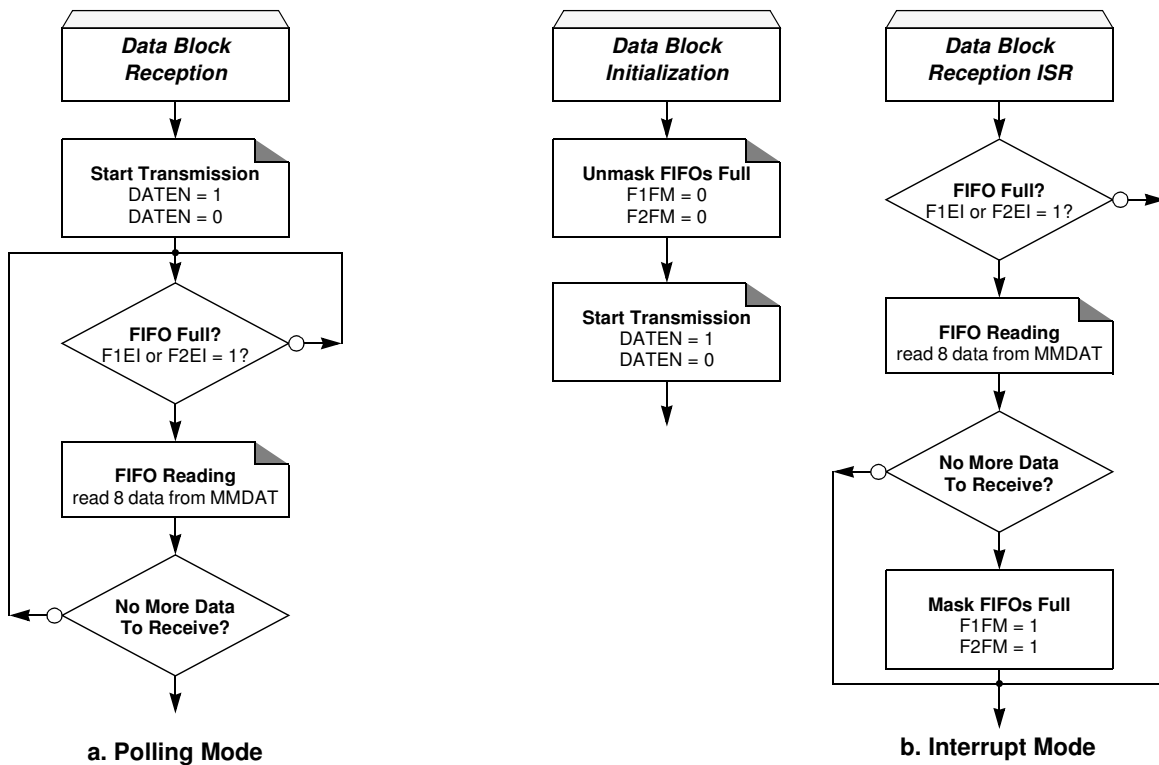 Data Block
Reception
Start Transmission
DATEN = 1
DATEN = 0
FIFO Full?
F1EI or F2EI = 1?
FIFO Reading
read 8 data from MMDAT
No More Data
To Receive?
a. Polling Mode
Data Block
Initialization
Unmask FIFOs Full
F1FM = 0
F2FM = 0
Start Transmission
DATEN = 1
DATEN = 0
Data Block
Reception ISR
FIFO Full?
F1EI or F2EI = 1?
FIFO Reading
read 8 data from MMDAT
No More Data
To Receive?
Mask FIFOs Full
F1FM = 1
F2FM = 1
b. Interrupt Mode